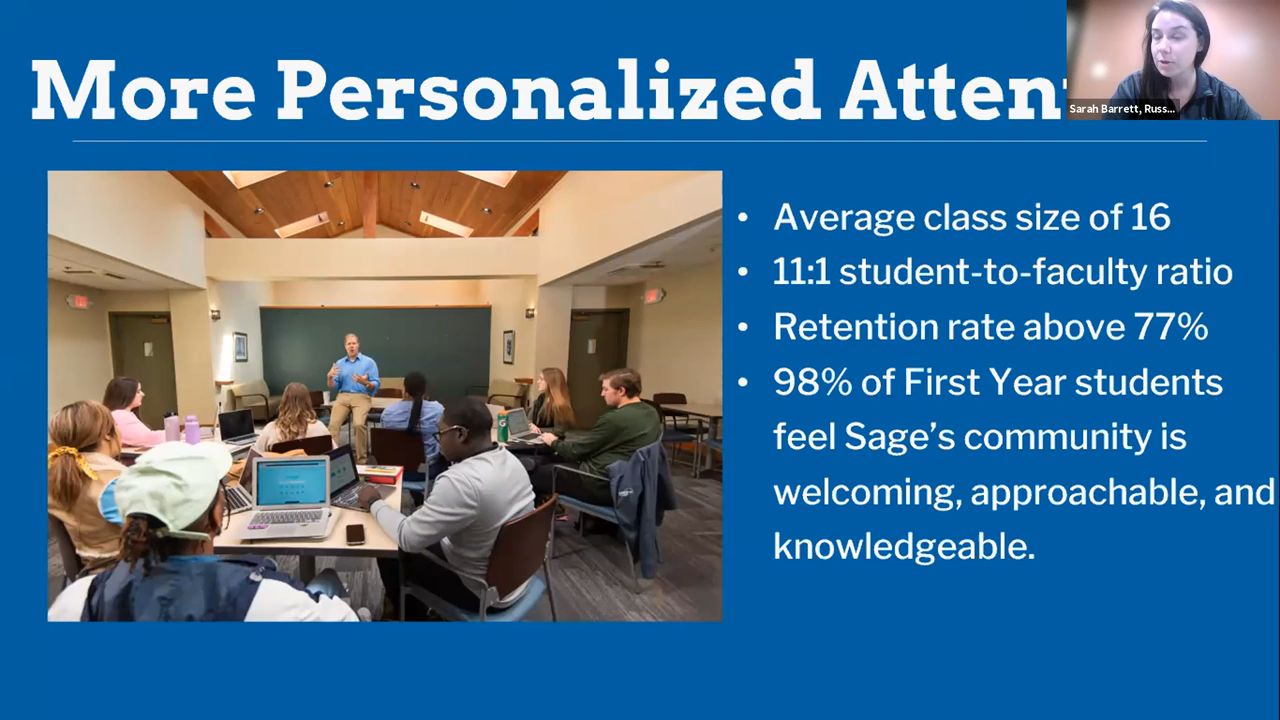 More Personalized Atten
Sarah Barrett, Russ...
• Average class size of 16
• 11:1 student-to-faculty ratio
• Retention rate above 77%
• 98% of First Year students
feel Sage's community is
welcoming, approachable, and
knowledgeable.